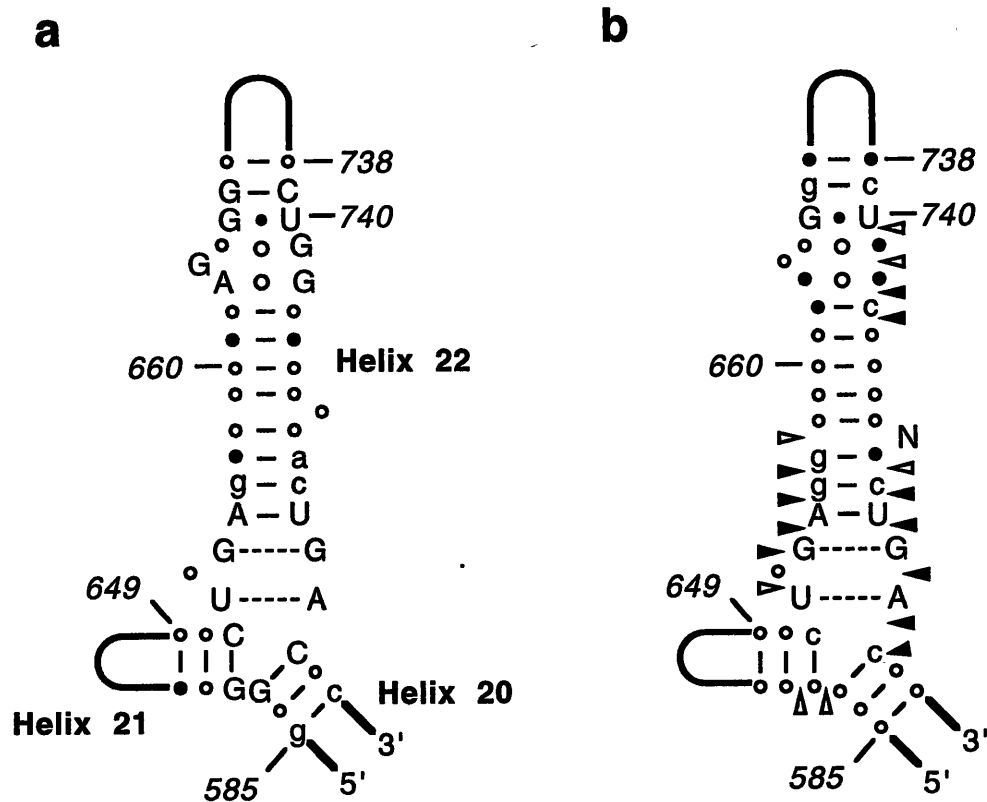 a
738
G – C
G • U – 740
G
G
A G
Helix 22
660
a
g – c
A – U
G ----- G
649
U ----- A
C
C
GG
c
Helix 20
Helix 21
g
3'
585
5'
b
738
g – c
G • U – 740
c
660
N
g
g – c
A – U
G ----- G
649
U ----- A
c
c
3'
585
5'